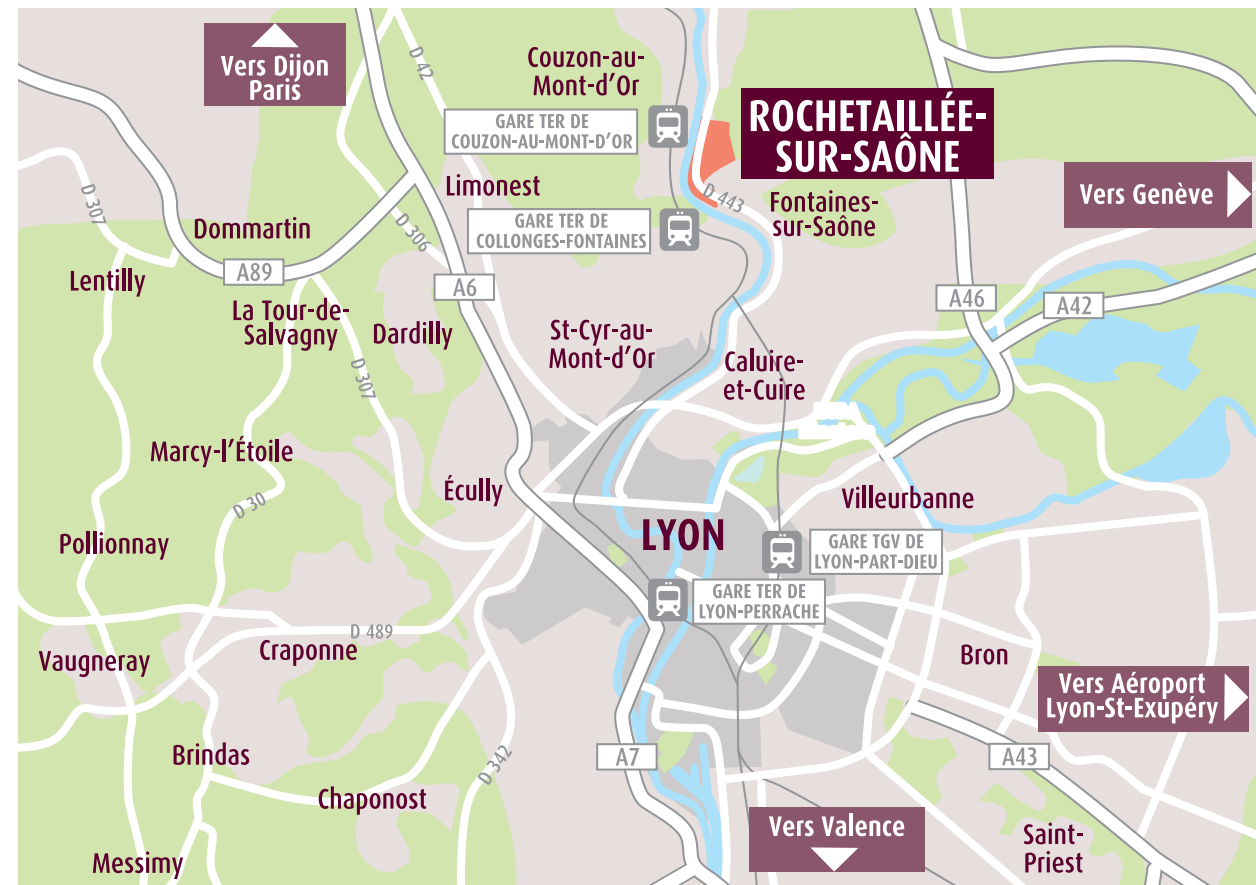 Vers Dijon
Paris
D 42
Couzon-au-
Mont-d'Or
GARE TER DE
COUZON-AU-MONT-D'OR
ROCHETAILLÉE-
SUR-SAÔNE
D 307
Limonest
D 443
Vers Genève
Dommartin
D 306
GARE TER DE
COLLONGES-FONTAINES
Fontaines-
sur-Saône
Lentilly
A89
A6
A46
A42
La Tour-de-
Salvagny
Dardilly
St-Cyr-au-
Mont-d'Or
Caluire-
et-Cuire
D 307
Marcy-l'Étoile
D 30
Écully
Villeurbanne
Pollionnay
LYON
GARE TGV DE
LYON-PART-DIEU
GARE TER DE
LYON-PERRACHE
D 489
Craponne
Vaugneray
Bron
Vers Aéroport
Lyon-St-Exupéry
Brindas
D 342
A7
A43
Chaponost
Vers Valence
Saint-
Priest
Messimy